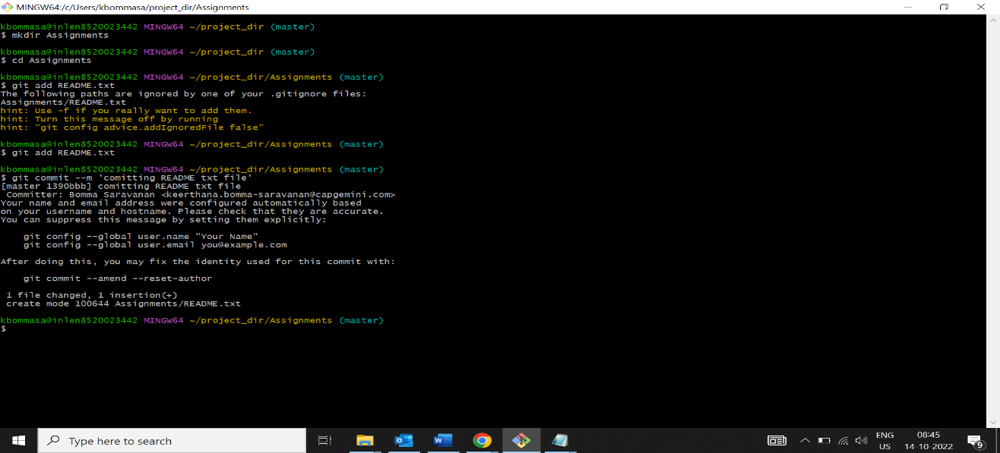 MINGW64:/c/Users/kbommasa/project_dir/Assignments
kbommasa@inlen8520023442 MINGW64 ~/project_dir (master)
$ mkdir Assignments
kbommasa@inlen8520023442 MINGW64 ~/project_dir (master)
$ cd Assignments
kbommasa@inlen8520023442 MINGW64 ~/project_dir/Assignments (master)
$ git add README.txt
The following paths are ignored by one of your .gitignore files:
Assignments/README.txt
hint: Use -f if you really want to add them.
hint: Turn this message off by running
hint: "git config advice.addIgnoredFile false"
kbommasa@inlen8520023442 MINGW64 ~/project_dir/Assignments (master)
$ git add README.txt
kbommasa@inlen8520023442 MINGW64 ~/project_dir/Assignments (master)
$ git commit --m 'comitting README txt file'
[master 1390bbb] comitting README txt file
Committer: Bomma Saravanan <keerthana.bomma-saravanan@capgemini.com>
Your name and email address were configured automatically based
on your username and hostname. Please check that they are accurate.
You can suppress this message by setting them explicitly:
git config --global user.name "Your Name"
git config --global user.email you@example.com
After doing this, you may fix the identity used for this commit with:
git commit --amend --reset-author
1 file changed, 1 insertion(+)
create mode 100644 Assignments/README.txt
kbommasa@inlen8520023442 MINGW64 ~/project_dir/Assignments (master)
$
Type here to search
ENG
US
08:45
14-10-2022
9